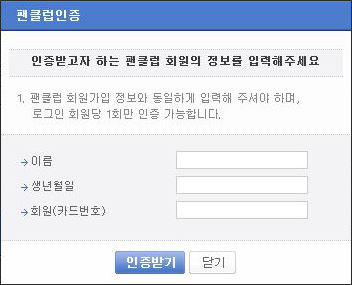 팬클럽인증
인증받고자 하는 팬클럽 회원의 정보를 입력해주세요
1. 팬클럽 회원가입 정보와 동일하게 입력해 주셔야 하며,
로그인 회원당 1회만 인증 가능합니다.
→ 이름
→ 생년월일
→ 회원(카드번호)
인증받기 닫기